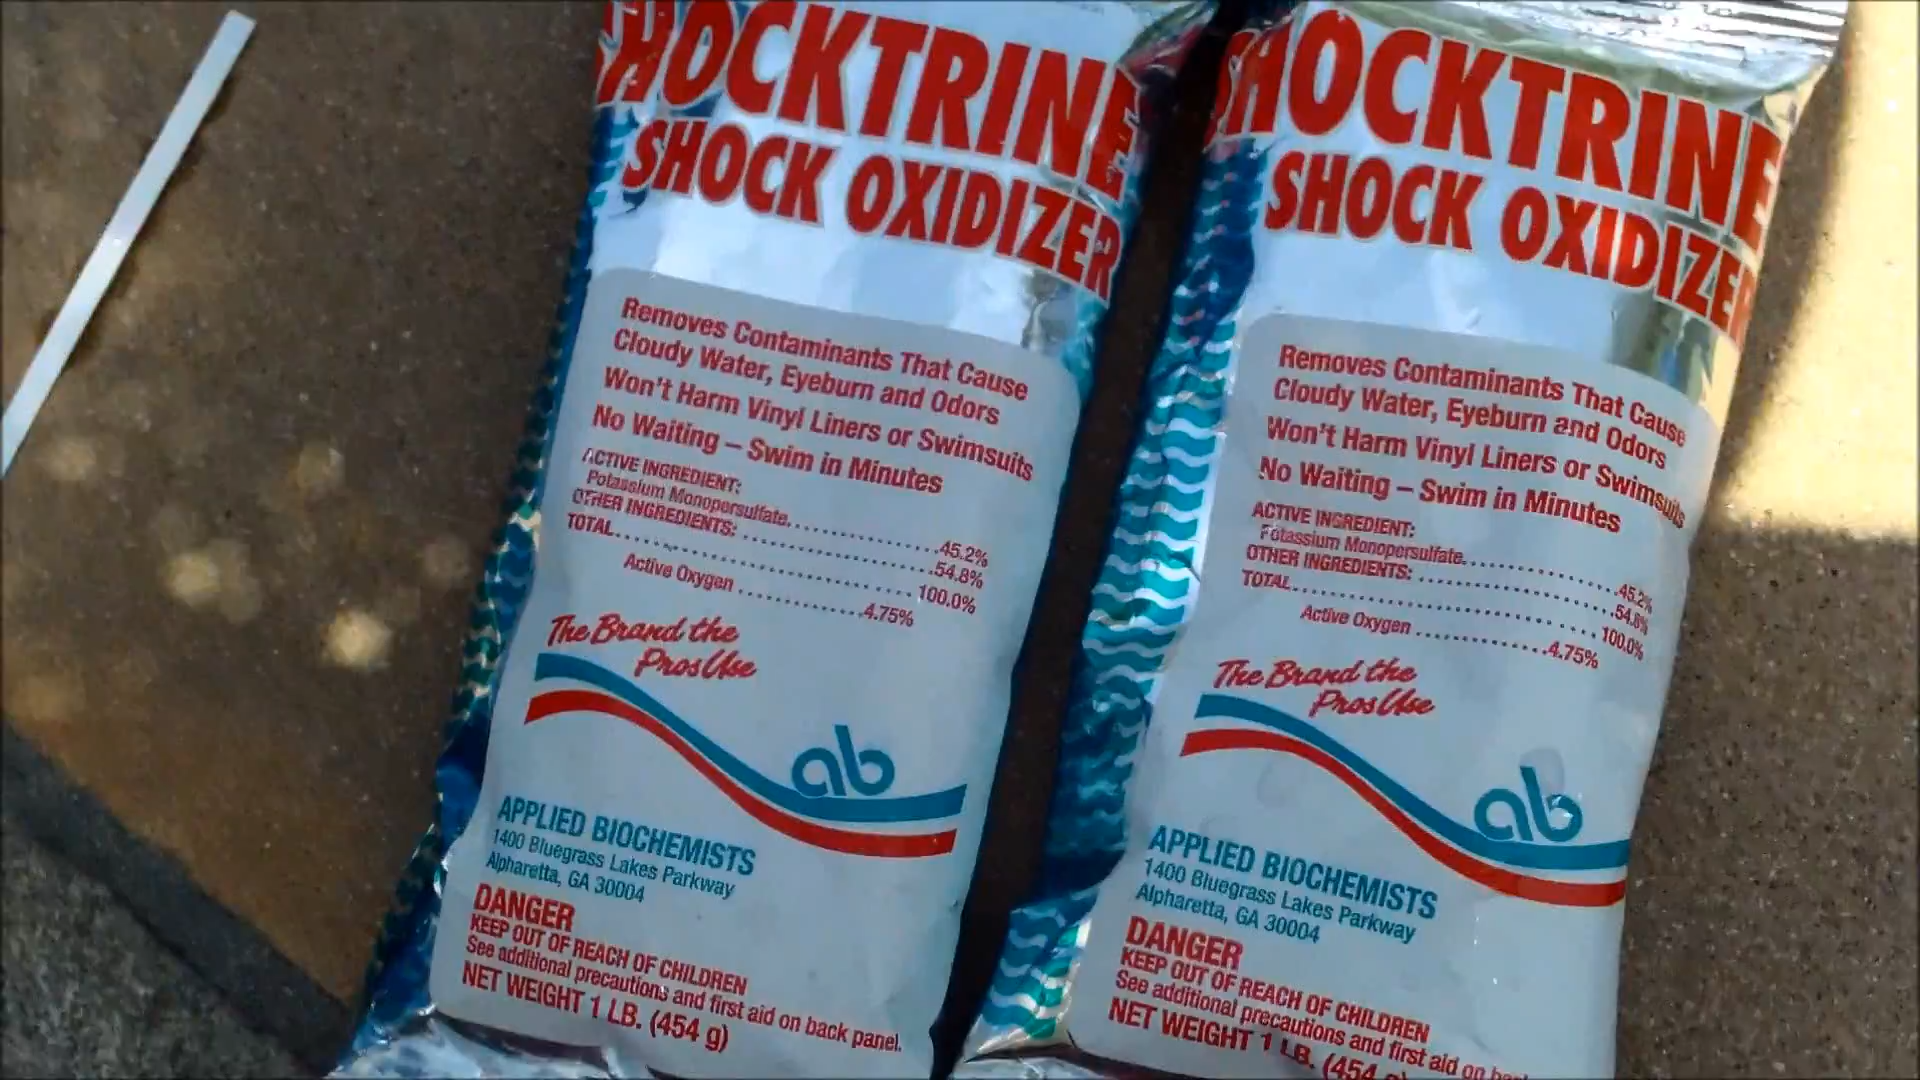 SHOCKTRINE
SHOCK OXIDIZER
Removes Contaminants That Cause
Cloudy Water, Eyeburn and Odors
Won't Harm Vinyl Liners or Swimsuits
No Waiting – Swim in Minutes
ACTIVE INGREDIENT:
Potassium Monopersulfate..................45.2%
OTHER INGREDIENTS: ..................54.8%
TOTAL.............................. 100.0%
Active Oxygen ...............4.75%
The Brand the
Pros Use
ab
APPLIED BIOCHEMISTS
1400 Bluegrass Lakes Parkway
Alpharetta, GA 30004
DANGER
KEEP OUT OF REACH OF CHILDREN
See additional precautions and first aid on back panel.
NET WEIGHT 1 LB. (454 g)
SHOCKTRINE
SHOCK OXIDIZER
Removes Contaminants That Cause
Cloudy Water, Eyeburn and Odors
Won't Harm Vinyl Liners or Swimsuits
No Waiting – Swim in Minutes
ACTIVE INGREDIENT:
Potassium Monopersulfate..................45.2%
OTHER INGREDIENTS: ..................54.8%
TOTAL.............................. 100.0%
Active Oxygen ...............4.75%
The Brand the
Pros Use
ab
APPLIED BIOCHEMISTS
1400 Bluegrass Lakes Parkway
Alpharetta, GA 30004
DANGER
KEEP OUT OF REACH OF CHILDREN
See additional precautions and first aid on
NET WEIGHT 1 LB. (454 g)